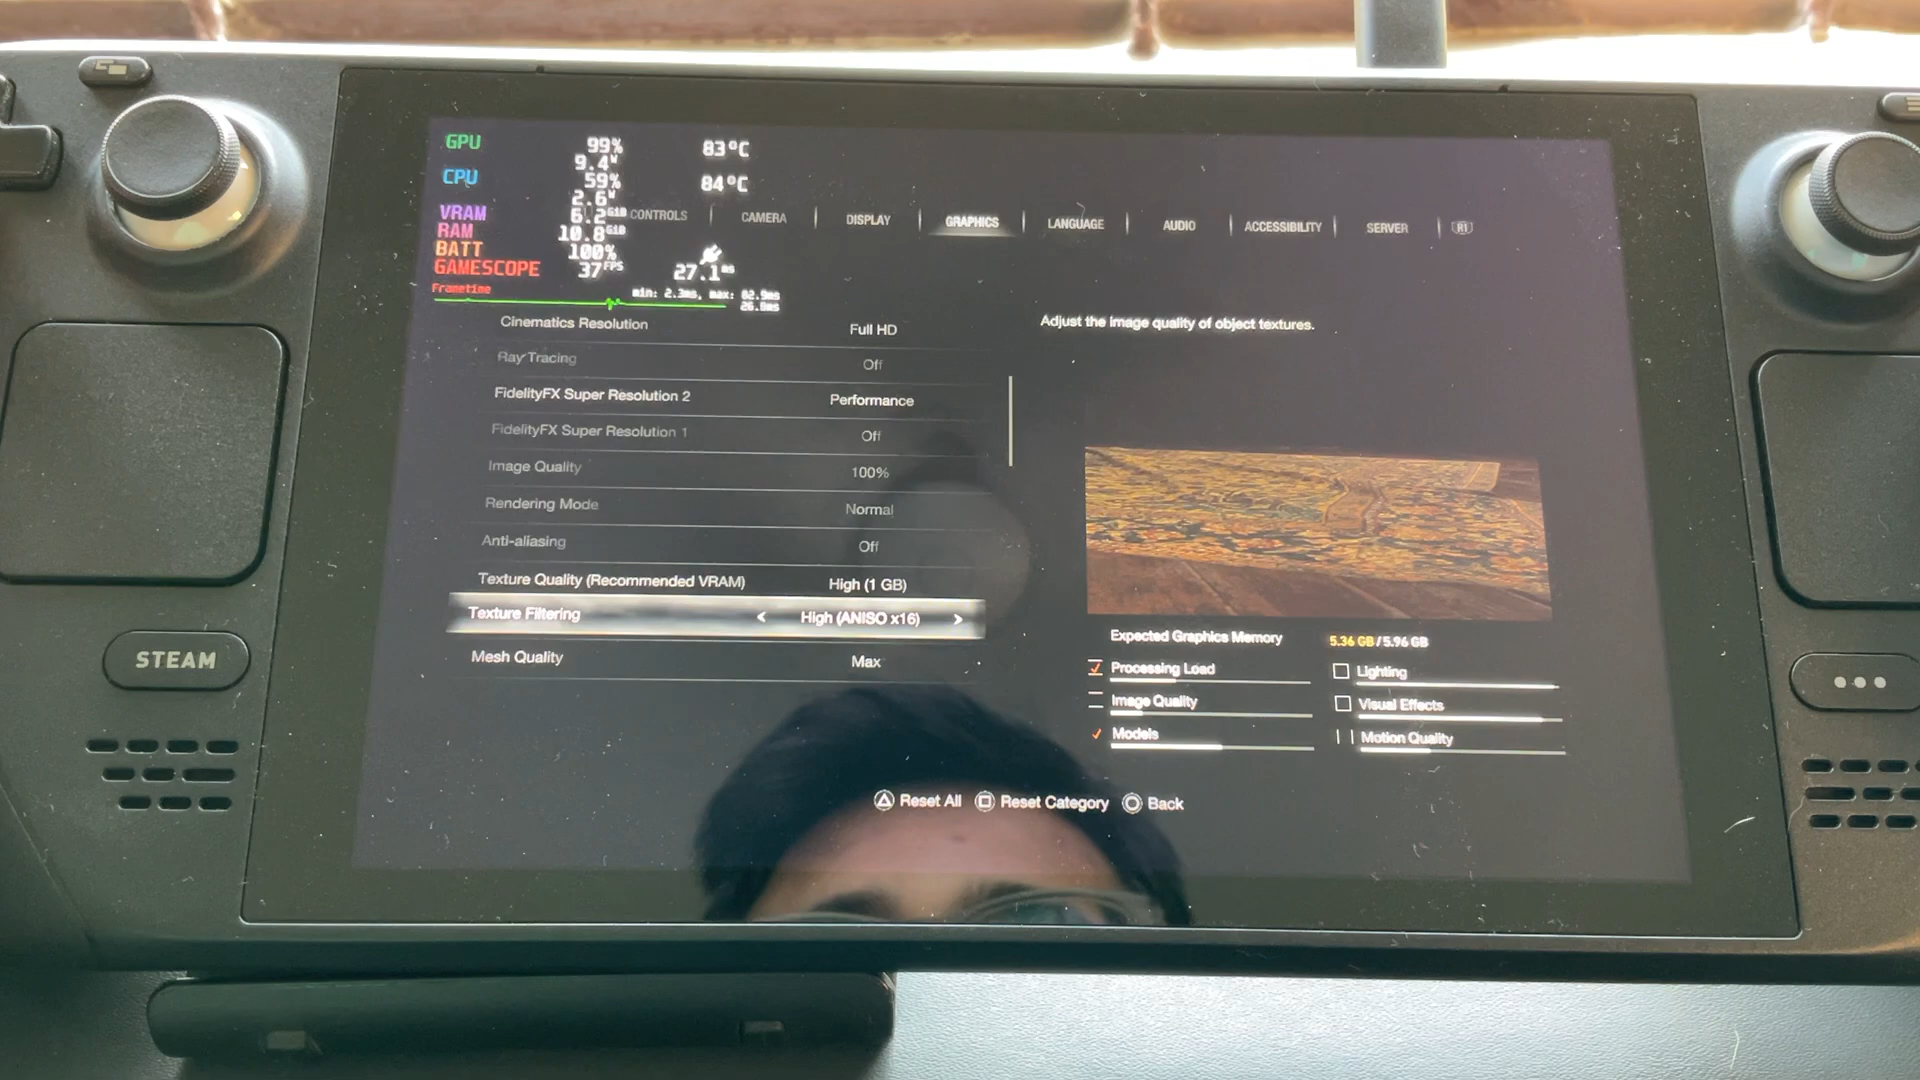 GPU 99% 83°C
9.4W
CPU 59% 84°C
2.6W
VRAM 6.2GiB
RAM 10.8GiB
BATT 100%
GAMESCOPE 37FPS 27.1ms
Frametime min: 2.3ms, max: 82.9ms
26.8ms
CONTROLS CAMERA DISPLAY GRAPHICS LANGUAGE AUDIO ACCESSIBILITY SERVER R1
Cinematics Resolution Full HD
Ray Tracing Off
FidelityFX Super Resolution 2 Performance
FidelityFX Super Resolution 1 Off
Image Quality 100%
Rendering Mode Normal
Anti-aliasing Off
Texture Quality (Recommended VRAM) High (1 GB)
Texture Filtering < High (ANISO x16) >
Mesh Quality Max
Adjust the image quality of object textures.
Expected Graphics Memory 5.36 GB / 5.96 GB
Processing Load Lighting
Image Quality Visual Effects
Models Motion Quality
Reset All Reset Category Back
STEAM